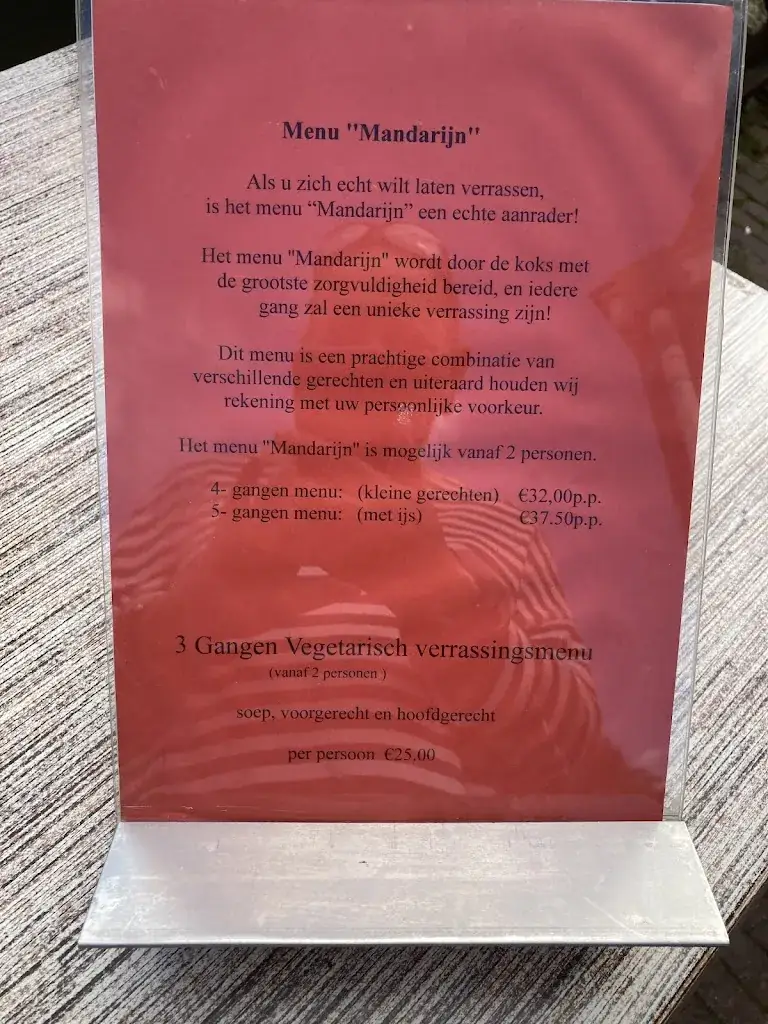 Menu "Mandarijn"
Als u zich echt wilt laten verrassen,
is het menu “Mandarijn” een echte aanrader!
Het menu "Mandarijn" wordt door de koks met
de grootste zorgvuldigheid bereid, en iedere
gang zal een unieke verrassing zijn!
Dit menu is een prachtige combinatie van
verschillende gerechten en uiteraard houden wij
rekening met uw persoonlijke voorkeur.
Het menu "Mandarijn" is mogelijk vanaf 2 personen.
4- gangen menu: (kleine gerechten) €32,00p.p.
5- gangen menu: (met ijs) €37.50p.p.
3 Gangen Vegetarisch verrassingsmenu
(vanaf 2 personen )
soep, voorgerecht en hoofdgerecht
per persoon €25,00